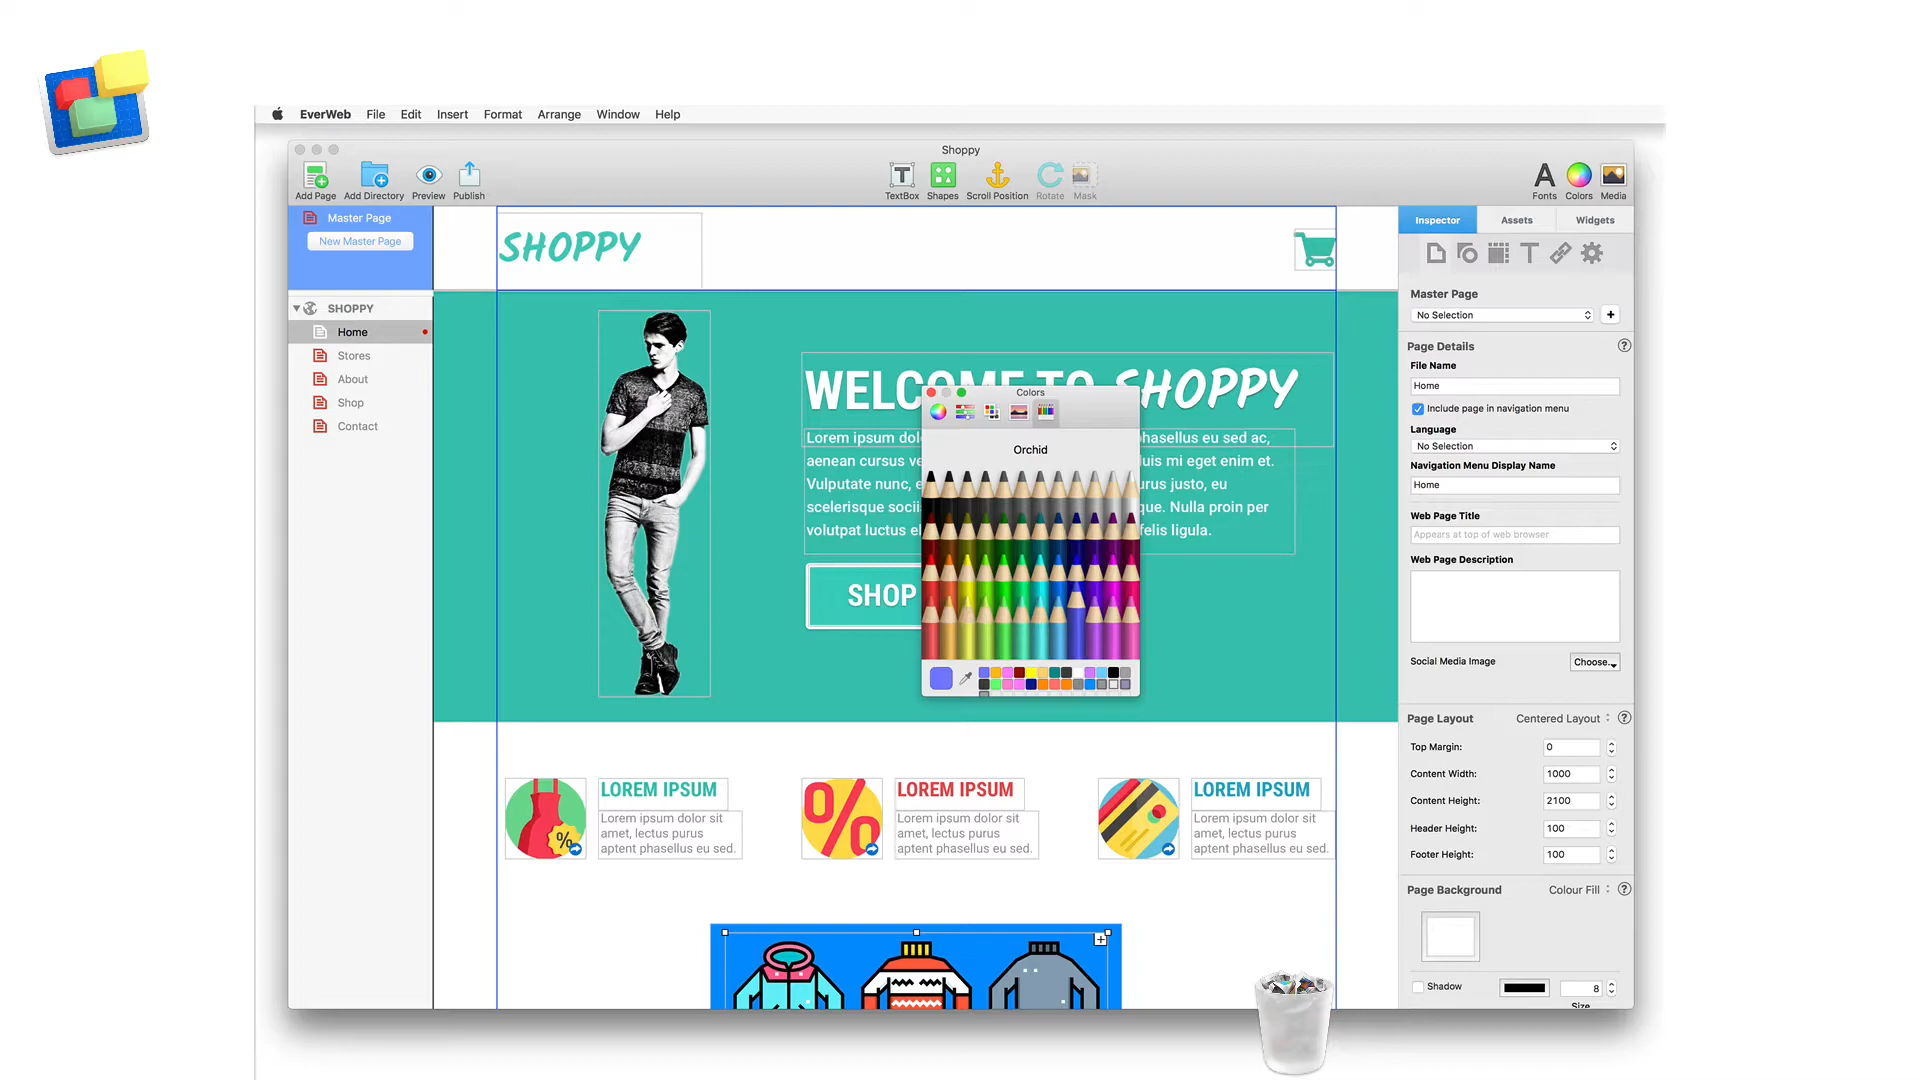 EverWeb File Edit Insert Format Arrange Window Help
Shoppy
Add Page Add Directory Preview Publish TextBox Shapes Scroll Position Rotate Mask Fonts Colors Media
Master Page
New Master Page
SHOPPY
Home
Stores
About
Shop
Contact
SHOPPY
WELCOME TO SHOPPY
Lorem ipsum dol hasellus eu sed ac,
aenean cursus ve uis mi eget enim et.
Vulputate nunc, e urus justo, eu
scelerisque socii que. Nulla proin per
volutpat luctus el felis ligula.
SHOP
Colors
Orchid
LOREM IPSUM
Lorem ipsum dolor sit
amet, lectus purus
aptent phasellus eu sed.
%
LOREM IPSUM
Lorem ipsum dolor sit
amet, lectus purus
aptent phasellus eu sed.
%
LOREM IPSUM
Lorem ipsum dolor sit
amet, lectus purus
aptent phasellus eu sed.
Inspector Assets Widgets
Master Page
No Selection
Page Details
File Name
Home
Include page in navigation menu
Language
No Selection
Navigation Menu Display Name
Home
Web Page Title
Appears at top of web browser
Web Page Description
Social Media Image Choose..
Page Layout Centered Layout
Top Margin: 0
Content Width: 1000
Content Height: 2100
Header Height: 100
Footer Height: 100
Page Background Colour Fill
Shadow 8
Size